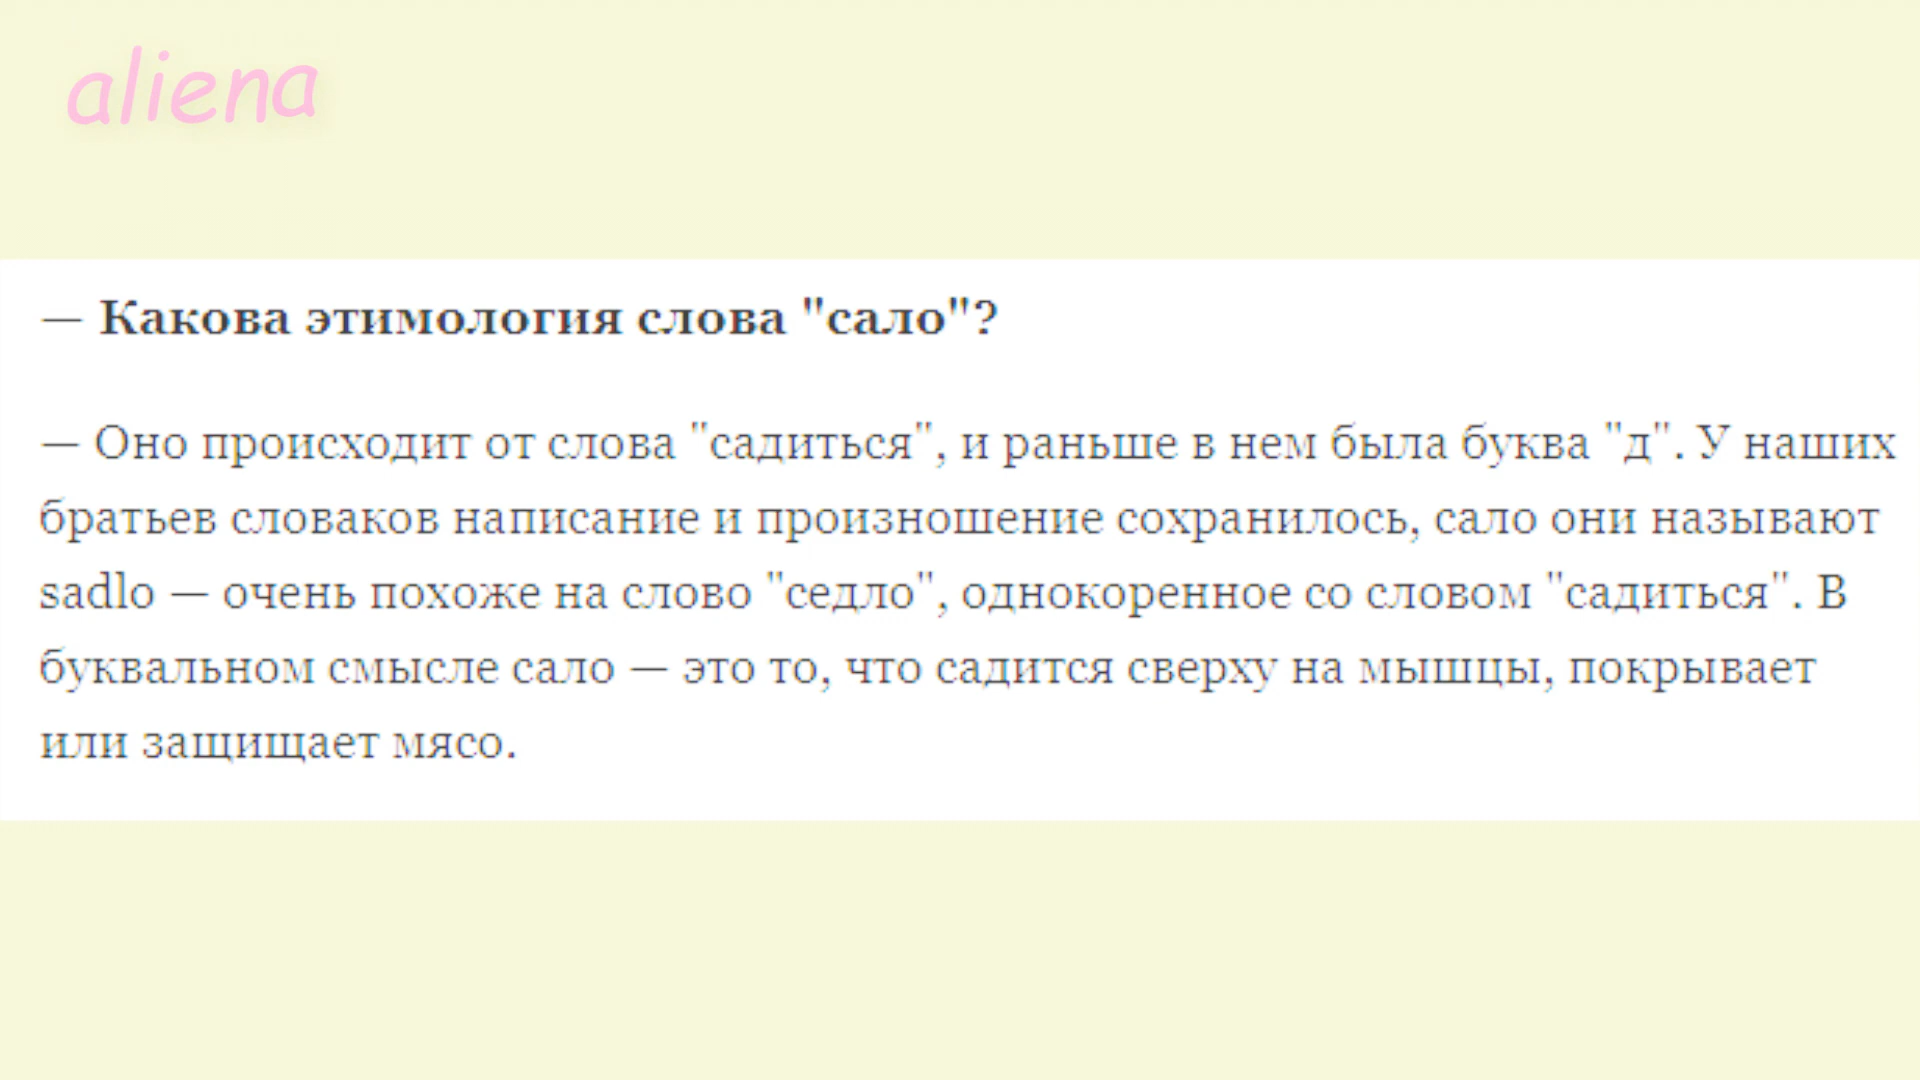 aliena
— Какова этимология слова "сало"?
— Оно происходит от слова "садиться", и раньше в нем была буква "д". У наших
братьев словаков написание и произношение сохранилось, сало они называют
sadlo — очень похоже на слово "седло", однокоренное со словом "садиться". В
буквальном смысле сало — это то, что садится сверху на мышцы, покрывает
или защищает мясо.